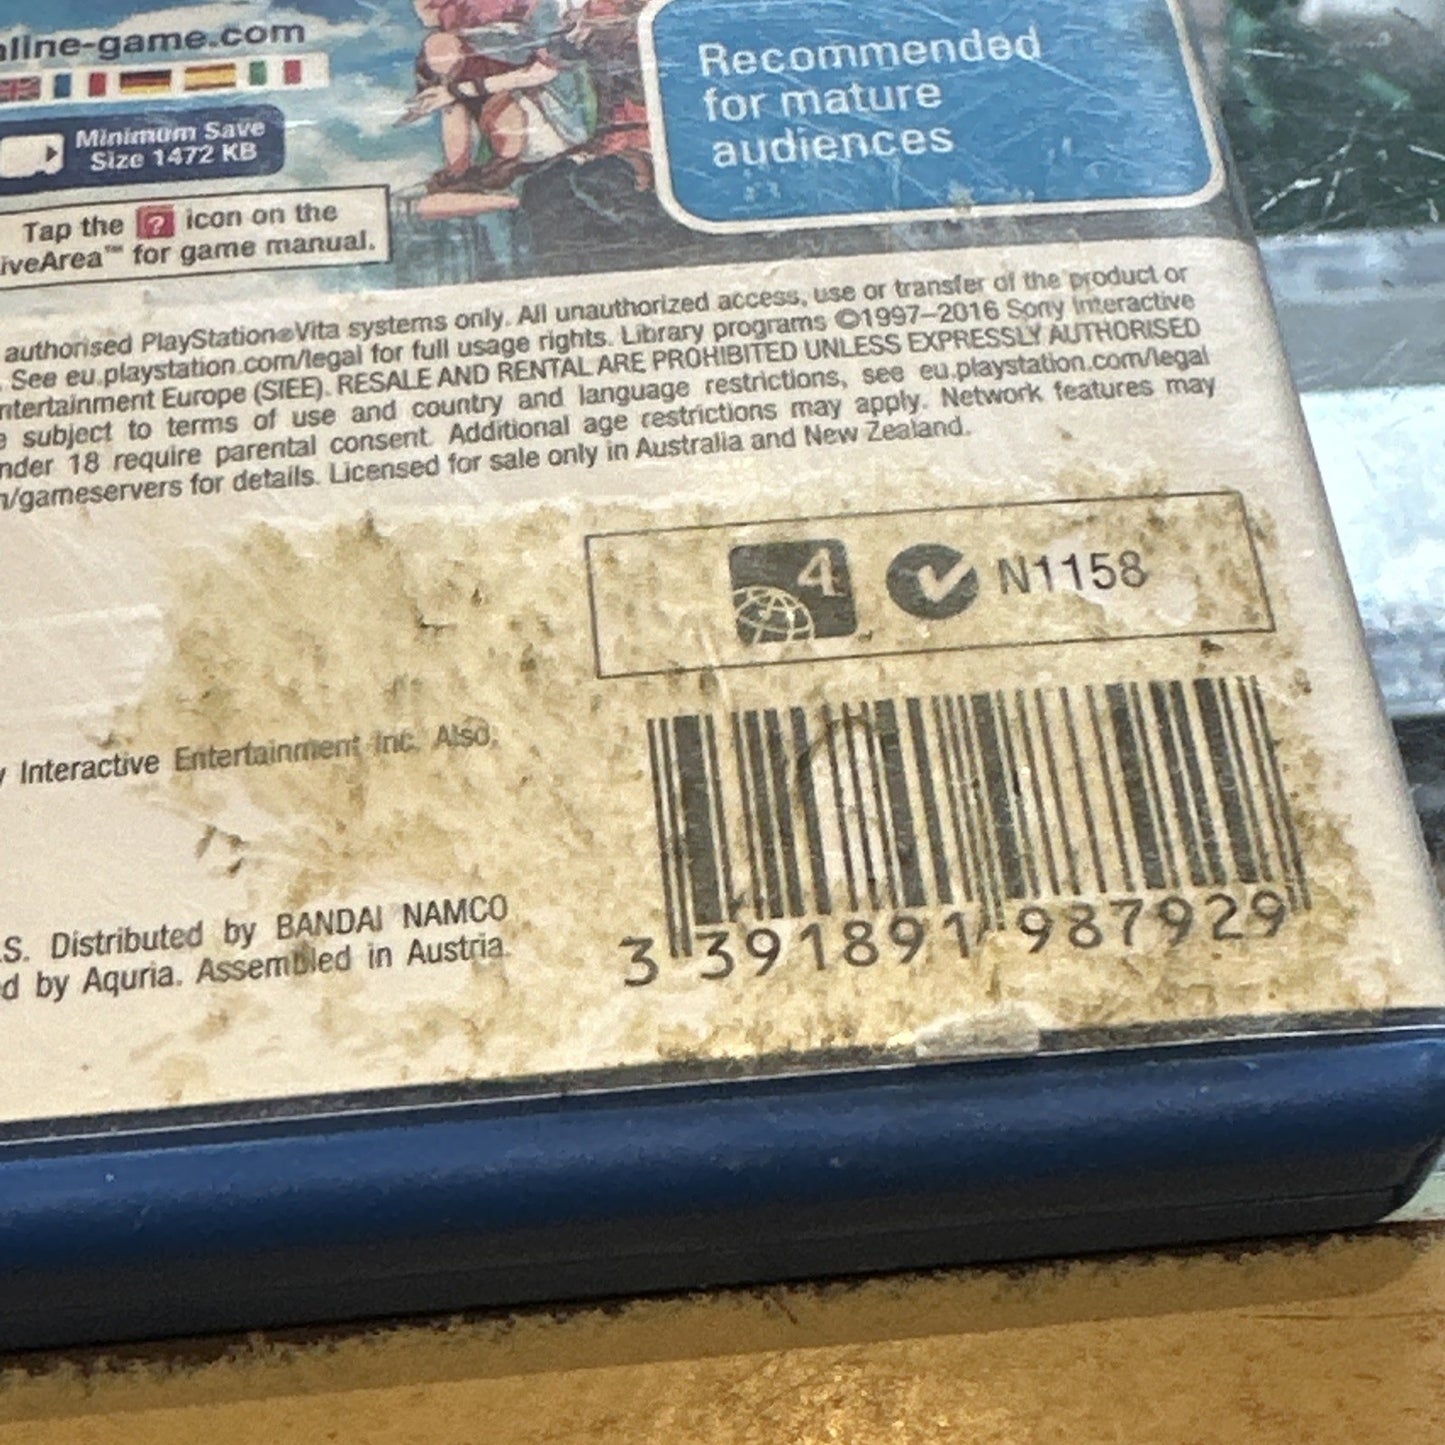 line-game.com
Minimum Save
Size 1472 KB
Recommended
for mature
audiences
Tap the ? icon on the
iveArea™ for game manual.
authorised PlayStation®Vita systems only. All unauthorized access, use or transfer of the product or
. See eu.playstation.com/legal for full usage rights. Library programs ©1997–2016 Sony Interactive
ntertainment Europe (SIEE). RESALE AND RENTAL ARE PROHIBITED UNLESS EXPRESSLY AUTHORISED
e subject to terms of use and country and language restrictions, see eu.playstation.com/legal
nder 18 require parental consent. Additional age restrictions may apply. Network features may
/gameservers for details. Licensed for sale only in Australia and New Zealand.
4 N1158
y Interactive Entertainment Inc. Also,
.S. Distributed by BANDAI NAMCO
d by Aquria. Assembled in Austria.
3 391891 987929